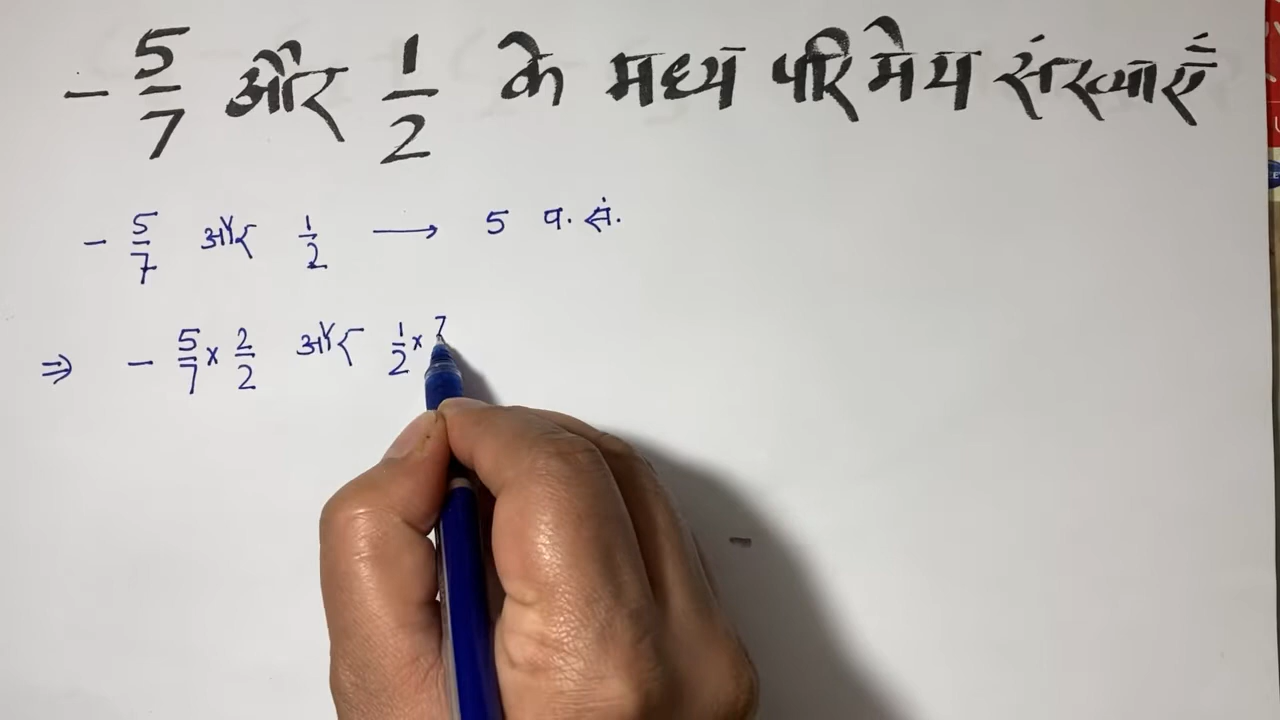 - 5/7 और 1/2 के मध्य परिमेय संख्याएँ
- 5/7 और 1/2 → 5 प. सं.
⇒ - 5/7 × 2/2 और 1/2 × 7